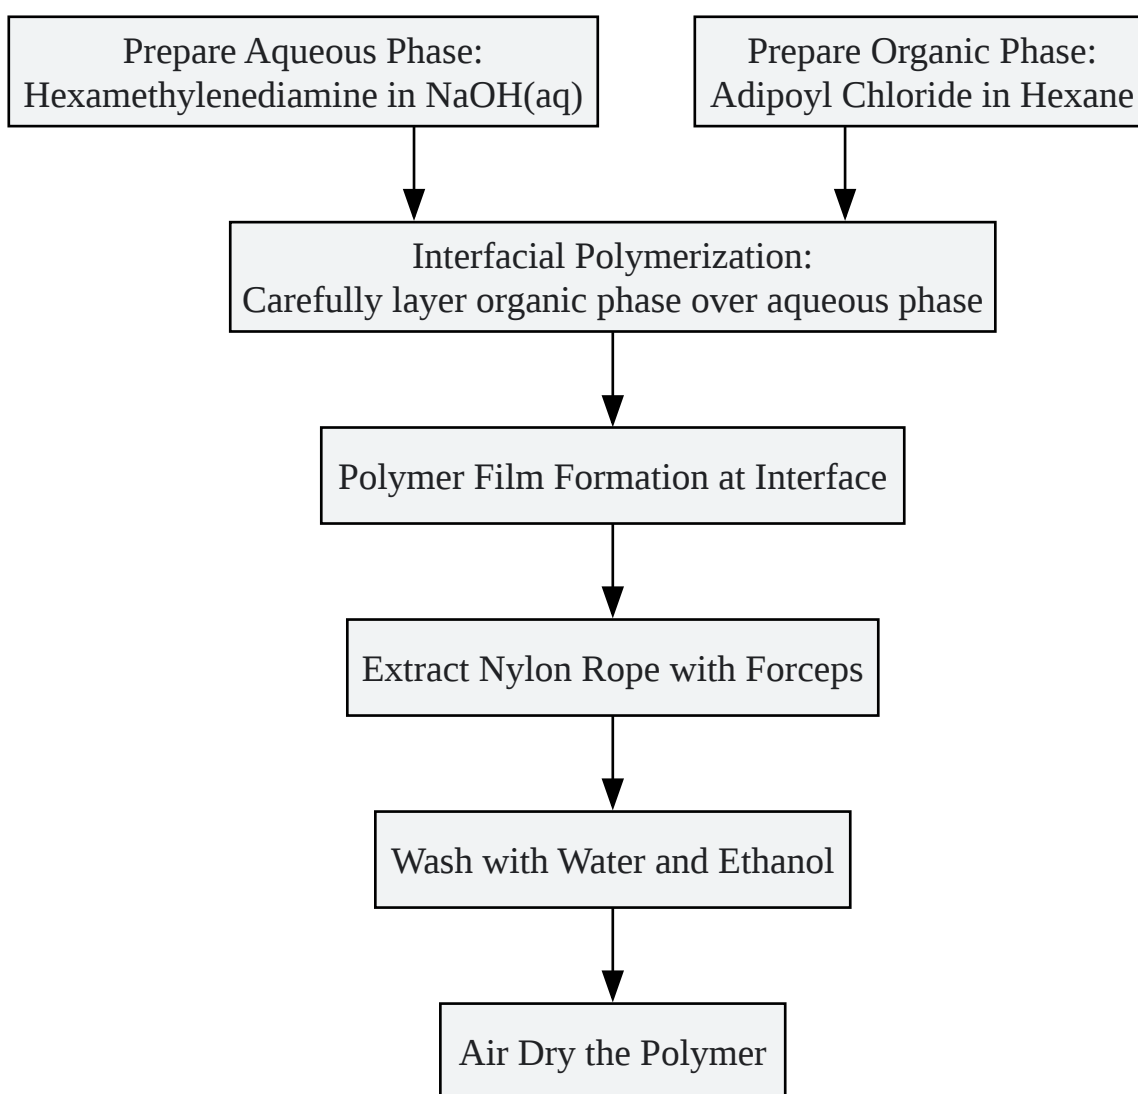 Prepare Aqueous Phase:
Hexamethylenediamine in NaOH(aq)
Prepare Organic Phase:
Adipoyl Chloride in Hexane
Interfacial Polymerization:
Carefully layer organic phase over aqueous phase
Polymer Film Formation at Interface
Extract Nylon Rope with Forceps
Wash with Water and Ethanol
Air Dry the Polymer